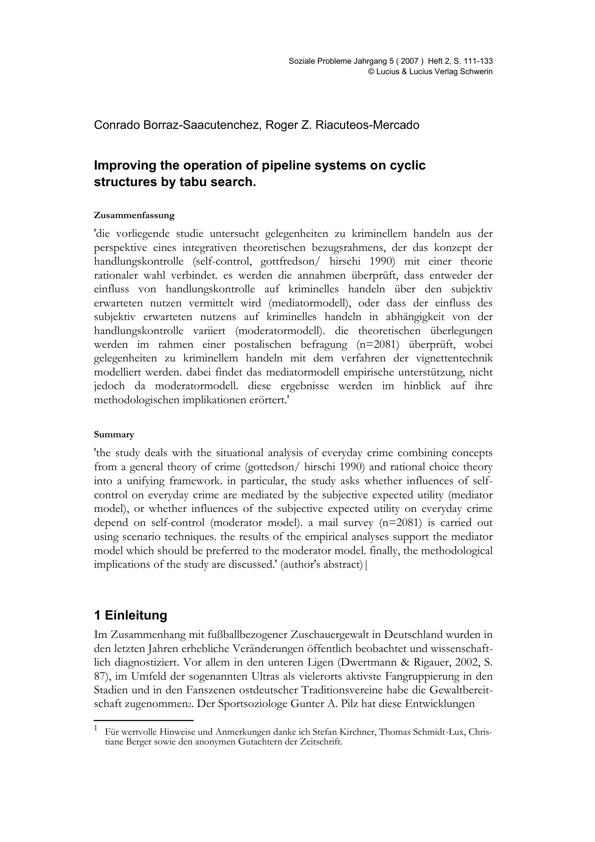 Soziale Probleme Jahrgang 5 ( 2007 ) Heft 2, S. 111-133
© Lucius & Lucius Verlag Schwerin
Conrado Borraz-Saacutenchez, Roger Z. Riacuteos-Mercado
Improving the operation of pipeline systems on cyclic
structures by tabu search.
Zusammenfassung
'die vorliegende studie untersucht gelegenheiten zu kriminellem handeln aus der
perspektive eines integrativen theoretischen bezugsrahmens, der das konzept der
handlungskontrolle (self-control, gottfredson/ hirschi 1990) mit einer theorie
rationaler wahl verbindet. es werden die annahmen überprüft, dass entweder der
einfluss von handlungskontrolle auf kriminelles handeln über den subjektiv
erwarteten nutzen vermittelt wird (mediatormodell), oder dass der einfluss des
subjektiv erwarteten nutzens auf kriminelles handeln in abhängigkeit von der
handlungskontrolle variiert (moderatormodell). die theoretischen überlegungen
werden im rahmen einer postalischen befragung (n=2081) überprüft, wobei
gelegenheiten zu kriminellem handeln mit dem verfahren der vignettentechnik
modelliert werden. dabei findet das mediatormodell empirische unterstützung, nicht
jedoch da moderatormodell. diese ergebnisse werden im hinblick auf ihre
methodologischen implikationen erörtert.'
Summary
'the study deals with the situational analysis of everyday crime combining concepts
from a general theory of crime (gottedson/ hirschi 1990) and rational choice theory
into a unifying framework. in particular, the study asks whether influences of self-
control on everyday crime are mediated by the subjective expected utility (mediator
model), or whether influences of the subjective expected utility on everyday crime
depend on self-control (moderator model). a mail survey (n=2081) is carried out
using scenario techniques. the results of the empirical analyses support the mediator
model which should be preferred to the moderator model. finally, the methodological
implications of the study are discussed.' (author's abstract)|
1 Einleitung
Im Zusammenhang mit fußballbezogener Zuschauergewalt in Deutschland wurden in
den letzten Jahren erhebliche Veränderungen öffentlich beobachtet und wissenschaft-
lich diagnostiziert. Vor allem in den unteren Ligen (Dwertmann & Rigauer, 2002, S.
87), im Umfeld der sogenannten Ultras als vielerorts aktivste Fangruppierung in den
Stadien und in den Fanszenen ostdeutscher Traditionsvereine habe die Gewaltbereit-
schaft zugenommen2. Der Sportsoziologe Gunter A. Pilz hat diese Entwicklungen
1 Für wertvolle Hinweise und Anmerkungen danke ich Stefan Kirchner, Thomas Schmidt-Lux, Chris-
tiane Berger sowie den anonymen Gutachtern der Zeitschrift.